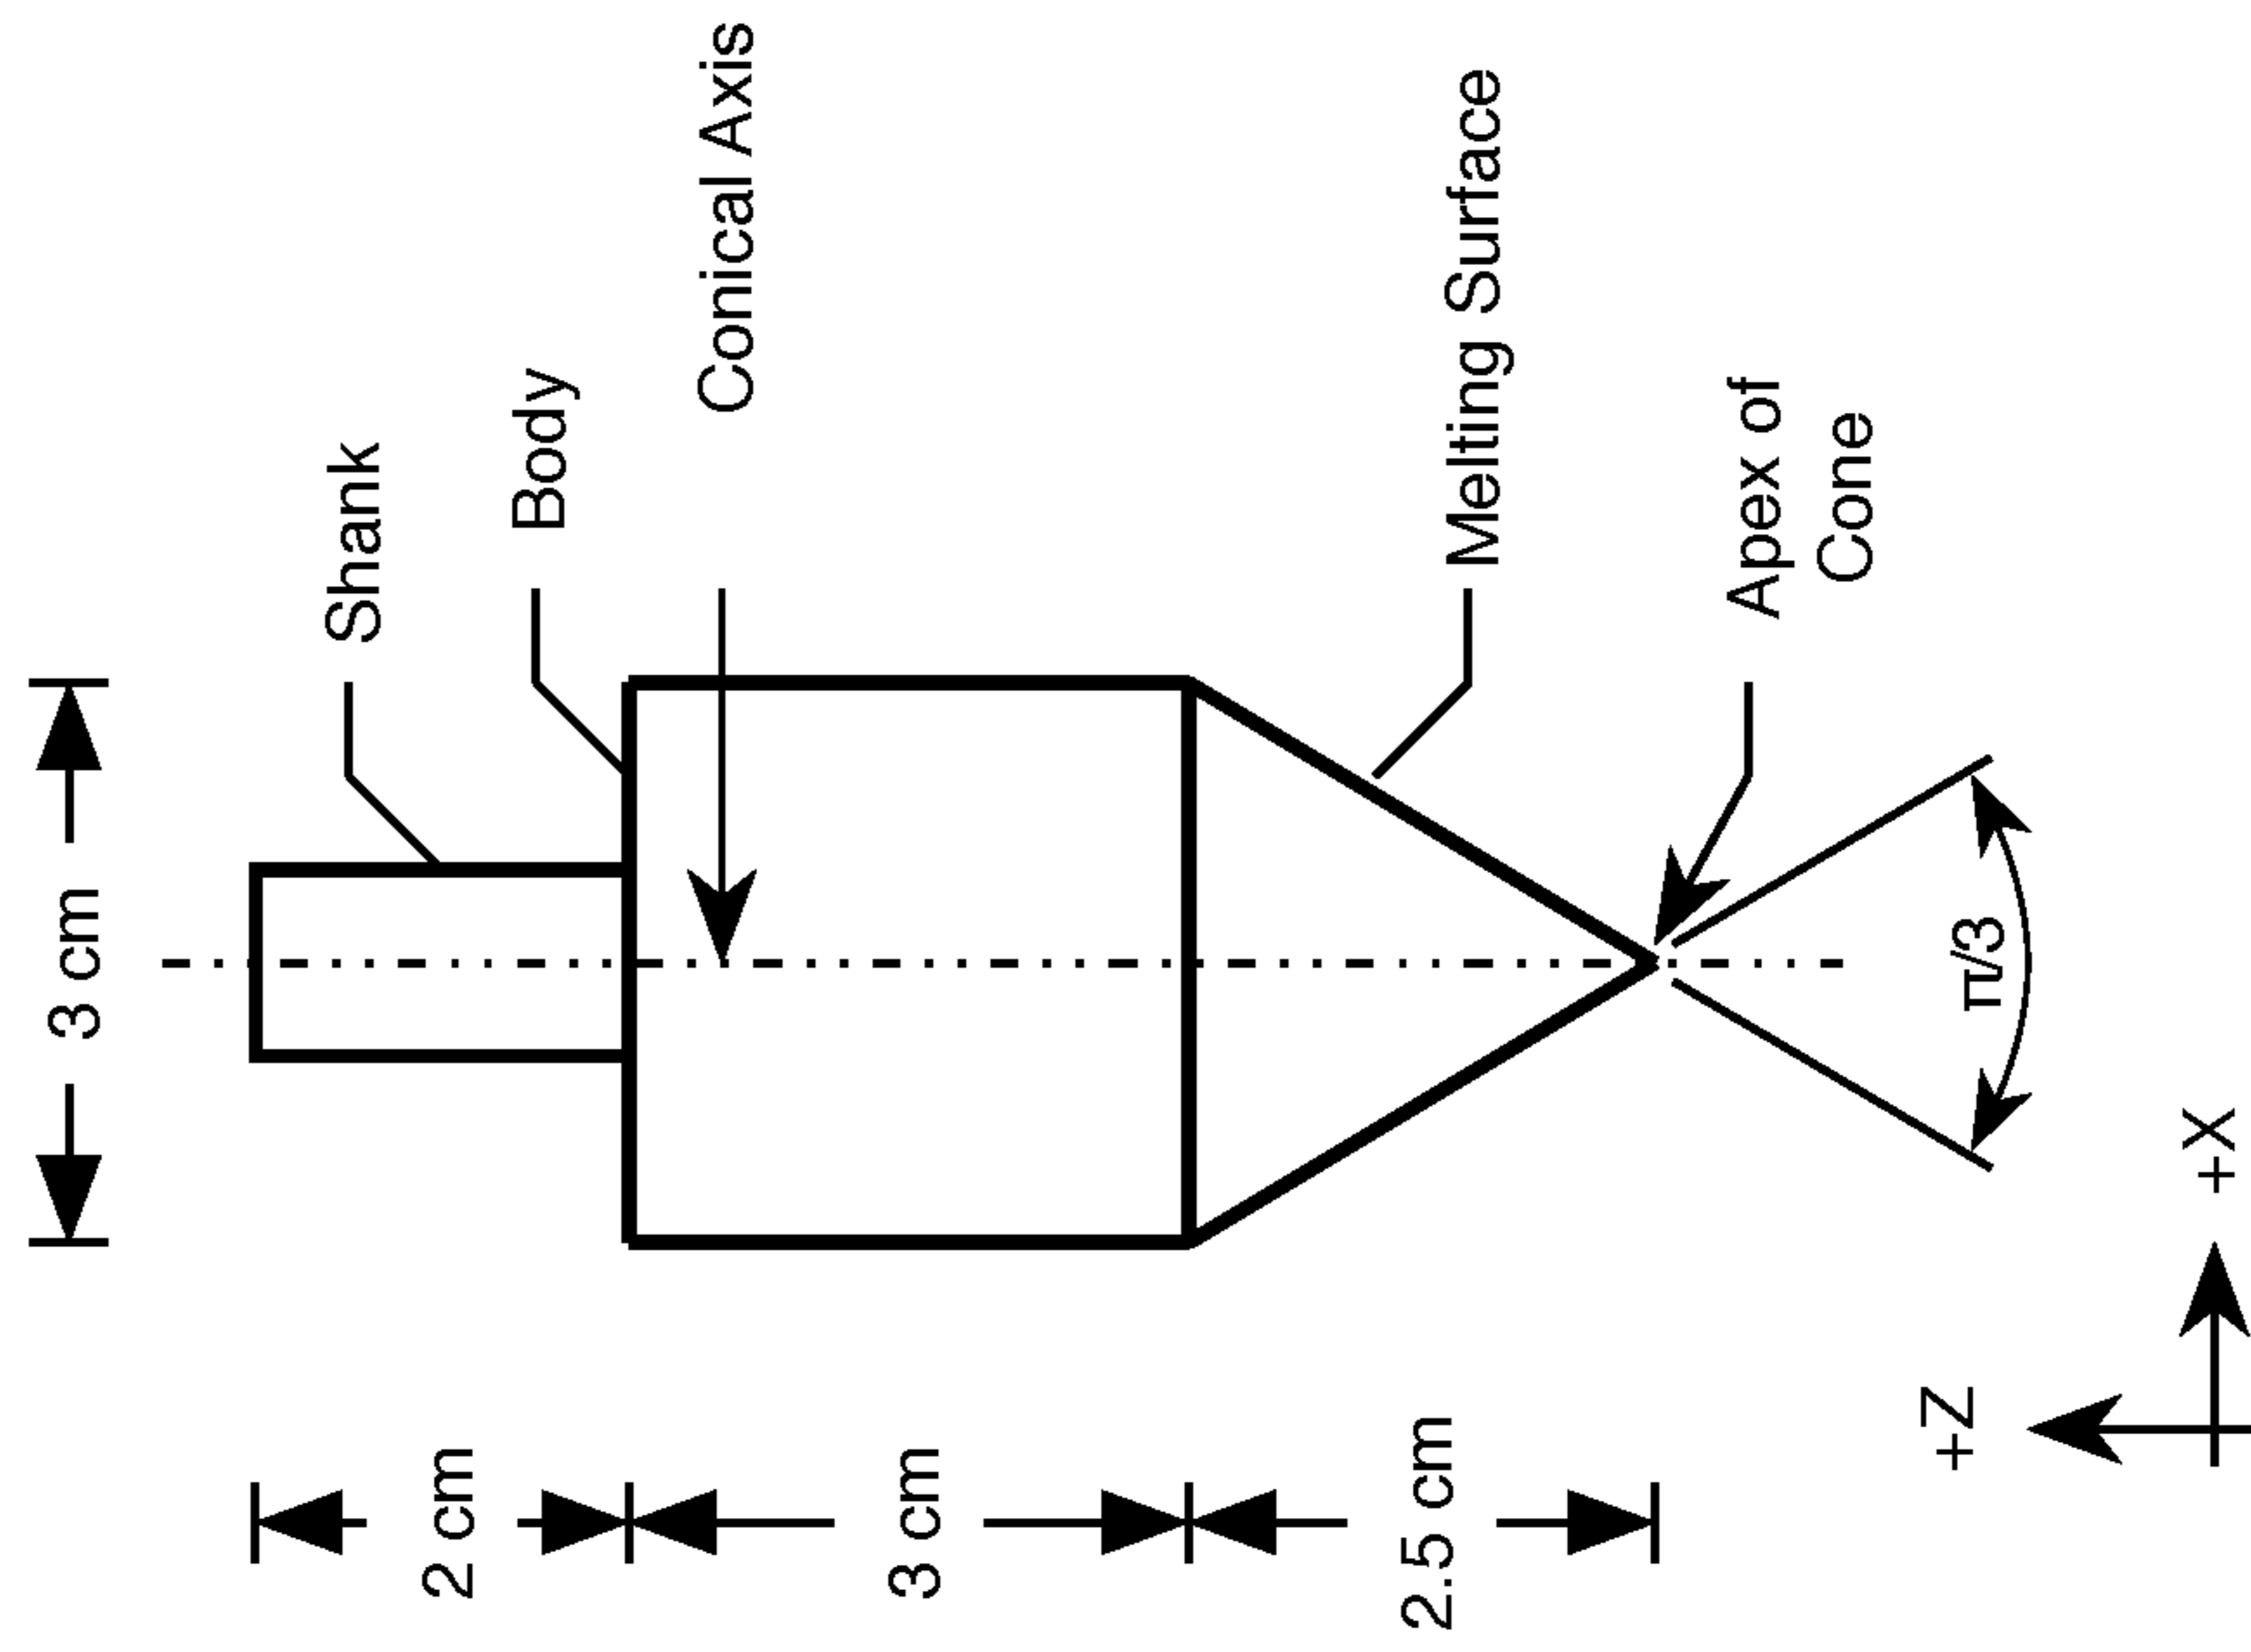 3 cm
Shank
Body
Conical Axis
Melting Surface
Apex of
Cone
π/3
2 cm
3 cm
2.5 cm
+Z
+X